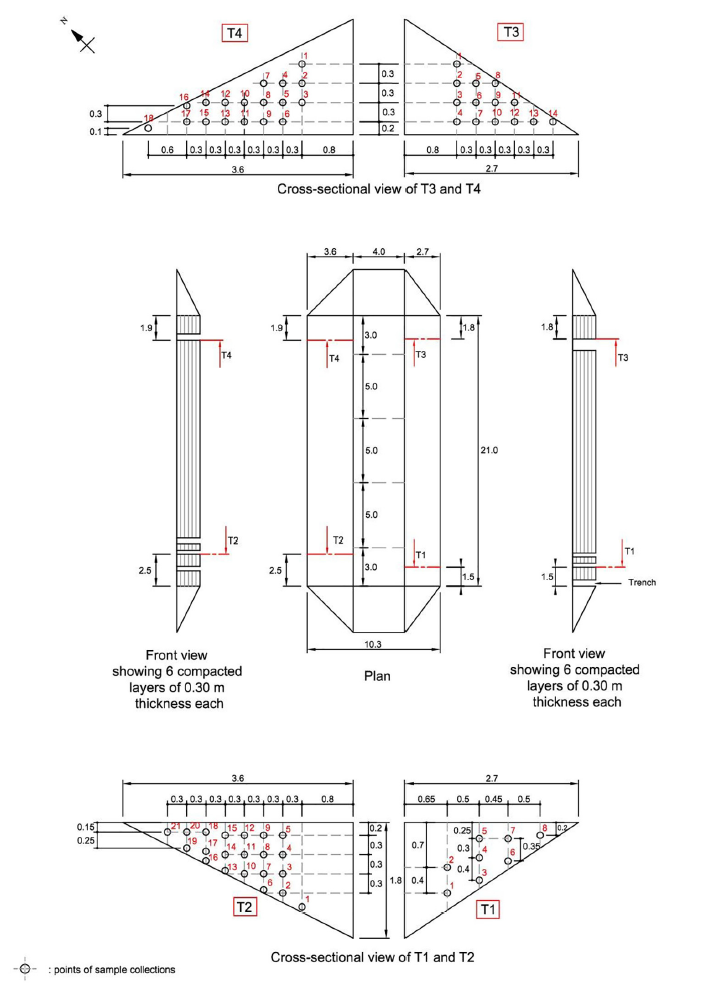 N
T4
T3
1
7 4 2
16 14 12 10 8 5 3
18 17 15 13 11 9 6
0.3
0.1
0.3
0.3
0.2
1
2 5 8
3 6 9 11
4 7 10 12 13 14
0.6 0.3 0.3 0.3 0.3 0.3 0.3 0.8
3.6
0.8 0.3 0.3 0.3 0.3 0.3
2.7
Cross-sectional view of T3 and T4
3.6 4.0 2.7
1.9
T4
1.9
T4
3.0
T3
1.8
1.8
T3
5.0
5.0
21.0
5.0
T2
2.5
T2
2.5
3.0
T1
1.5
T1
1.5
Trench
10.3
Plan
Front view
showing 6 compacted
layers of 0.30 m
thickness each
Front view
showing 6 compacted
layers of 0.30 m
thickness each
3.6
0.3 0.3 0.3 0.3 0.3 0.3 0.8
2.7
0.65 0.5 0.45 0.5
0.15
0.25
21 20 18 15 12 9 5
19 17 14 11 8 4
16 13 10 7 3
6 2
1
0.2
0.3
0.3
0.3
1.8
0.7
0.4
0.25
0.3
0.4
0.35
0.2
5 7 8
2 4 6
1 3
T2
T1
Cross-sectional view of T1 and T2
: points of sample collections